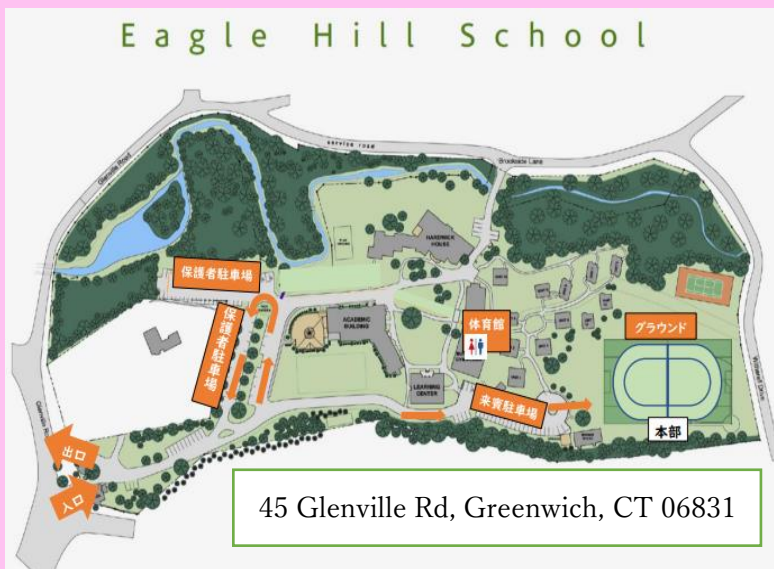 Eagle Hill School
service road
Brookside Lane
Glenville Road
HARDWICK
HOUSE
保護者駐車場
保護者駐車場
ACADEMIC
BUILDING
体育館
グラウンド
LEARNING
CENTER
来賓駐車場
本部
出口
入口
45 Glenville Rd, Greenwich, CT 06831